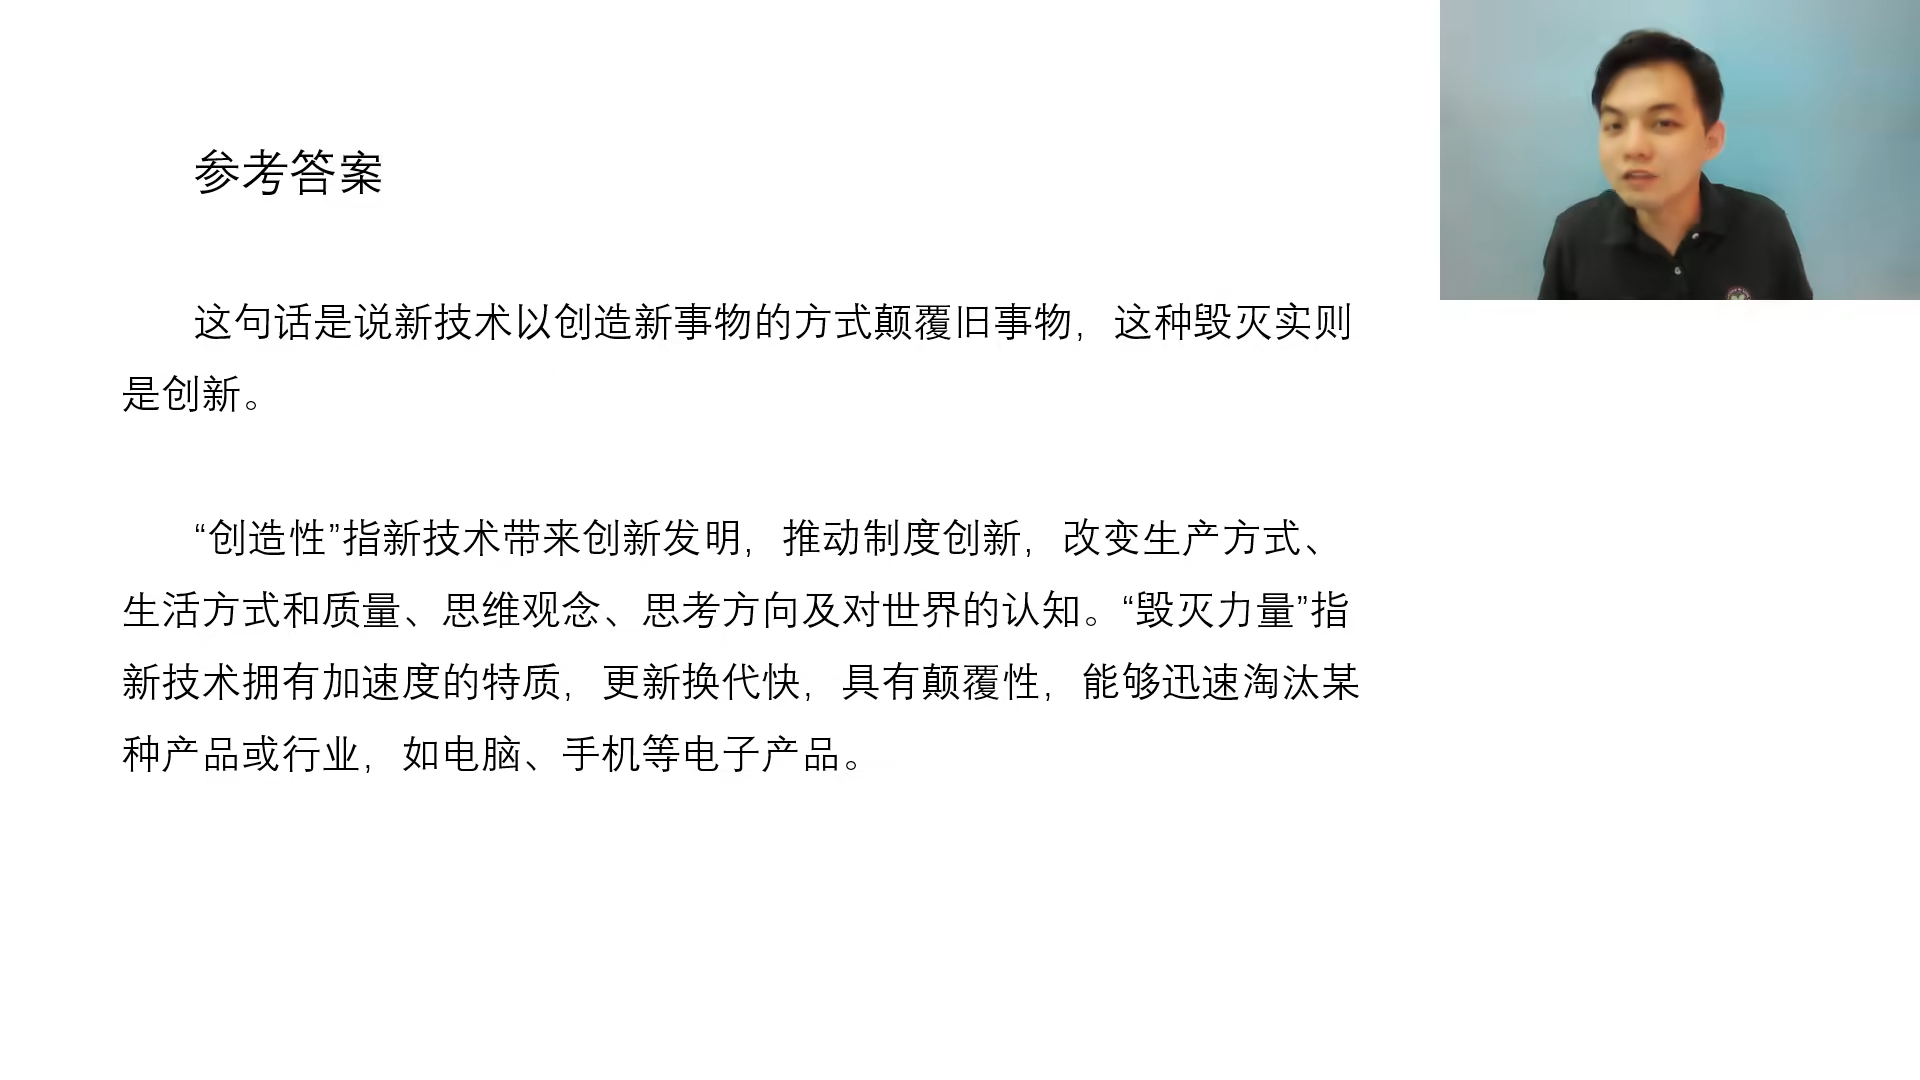 参考答案
这句话是说新技术以创造新事物的方式颠覆旧事物，这种毁灭实则
是创新。
“创造性”指新技术带来创新发明，推动制度创新，改变生产方式、
生活方式和质量、思维观念、思考方向及对世界的认知。“毁灭力量”指
新技术拥有加速度的特质，更新换代快，具有颠覆性，能够迅速淘汰某
种产品或行业，如电脑、手机等电子产品。